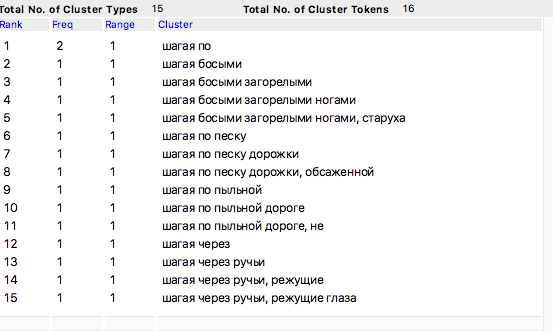 Total No. of Cluster Types 15 Total No. of Cluster Tokens 16
Rank Freq Range Cluster
1 2 1 шагая по
2 1 1 шагая босыми
3 1 1 шагая босыми загорелыми
4 1 1 шагая босыми загорелыми ногами
5 1 1 шагая босыми загорелыми ногами, старуха
6 1 1 шагая по песку
7 1 1 шагая по песку дорожки
8 1 1 шагая по песку дорожки, обсаженной
9 1 1 шагая по пыльной
10 1 1 шагая по пыльной дороге
11 1 1 шагая по пыльной дороге, не
12 1 1 шагая через
13 1 1 шагая через ручьи
14 1 1 шагая через ручьи, режущие
15 1 1 шагая через ручьи, режущие глаза